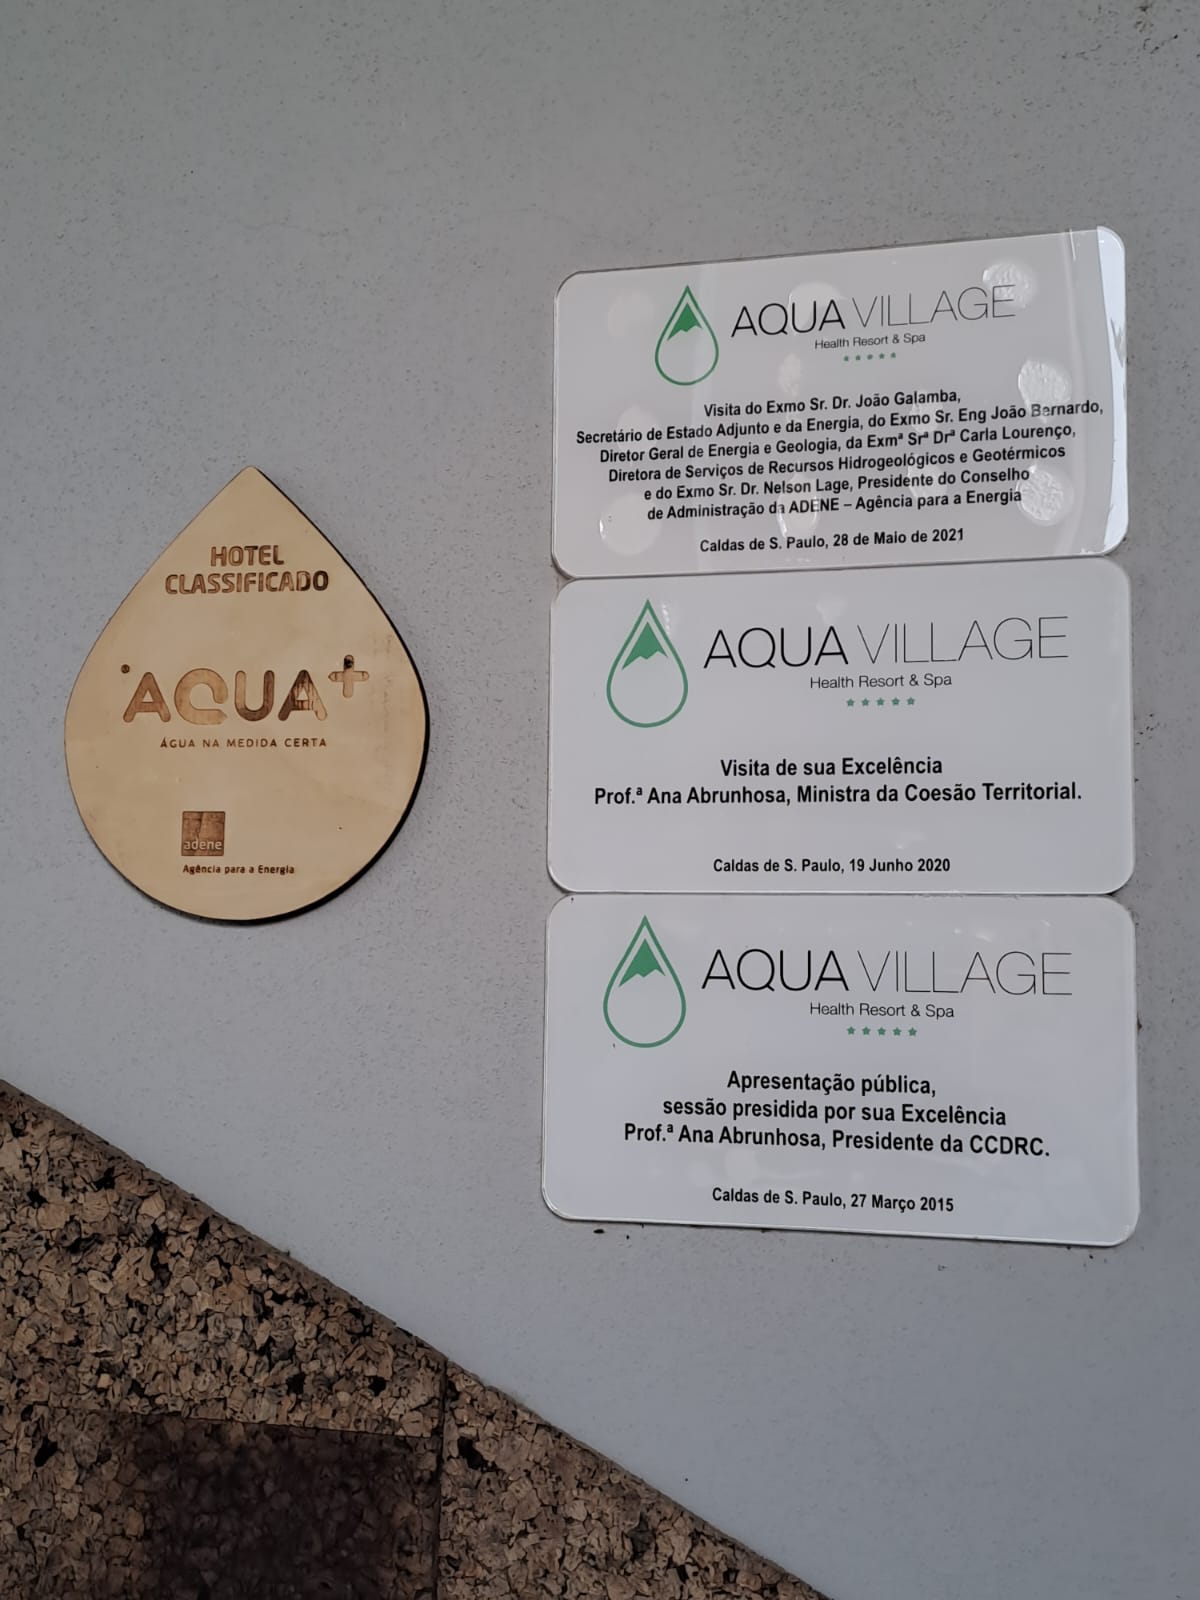 HOTEL
CLASSIFICADO
AQUA+
ÁGUA NA MEDIDA CERTA
adene
Agência para a Energia
AQUA VILLAGE
Health Resort & Spa
Visita do Exmo Sr. Dr. João Galamba,
Secretário de Estado Adjunto e da Energia, do Exmo Sr. Eng João Bernardo,
Diretor Geral de Energia e Geologia, da Exmª Srª Drª Carla Lourenço,
Diretora de Serviços de Recursos Hidrogeológicos e Geotérmicos
e do Exmo Sr. Dr. Nelson Lage, Presidente do Conselho
de Administração da ADENE – Agência para a Energia
Caldas de S. Paulo, 28 de Maio de 2021
AQUA VILLAGE
Health Resort & Spa
Visita de sua Excelência
Prof.ª Ana Abrunhosa, Ministra da Coesão Territorial.
Caldas de S. Paulo, 19 Junho 2020
AQUA VILLAGE
Health Resort & Spa
Apresentação pública,
sessão presidida por sua Excelência
Prof.ª Ana Abrunhosa, Presidente da CCDRC.
Caldas de S. Paulo, 27 Março 2015